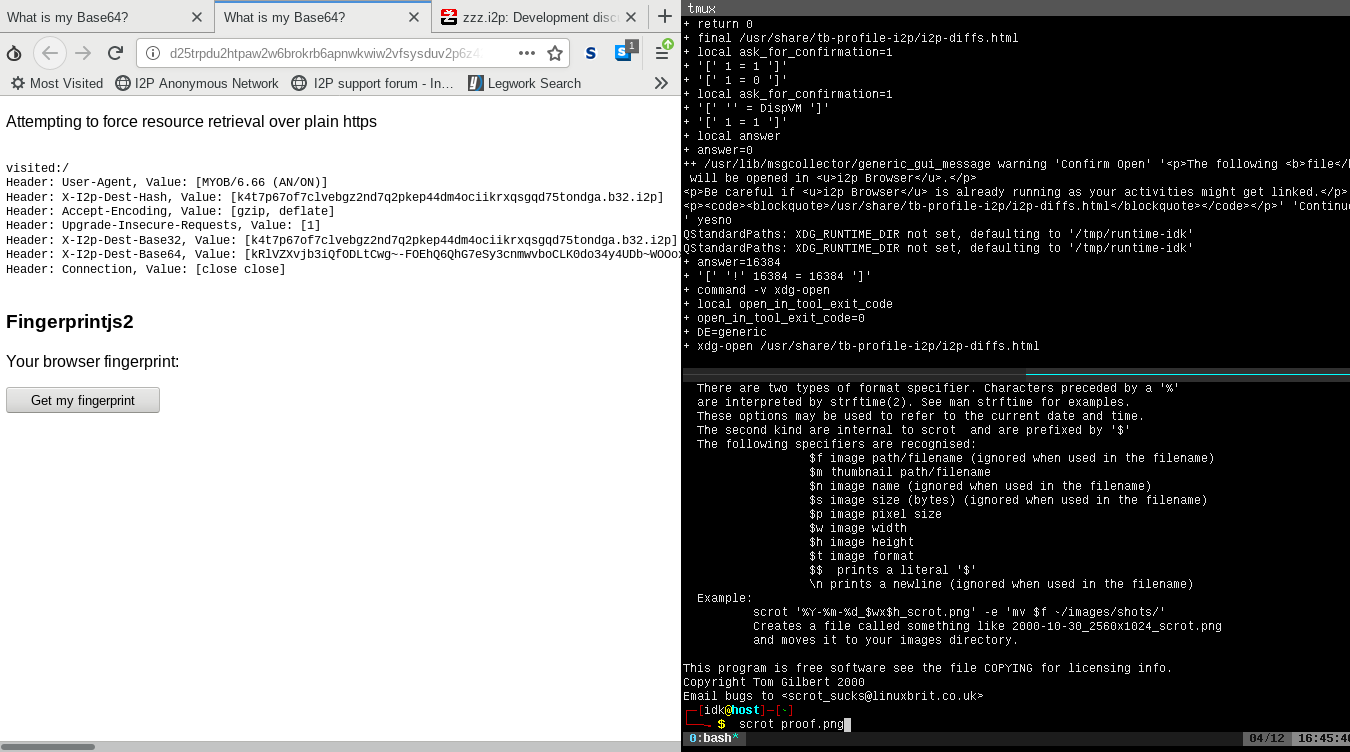 What is my Base64?
What is my Base64?
zzz.i2p: Development disc
d25trpdu2htpaw2w6brokrb6apnwkwiw2vfsysduv2p6z4
1
Most Visited
I2P Anonymous Network
I2P support forum - In…
Legwork Search
Attempting to force resource retrieval over plain https
visited:/
Header: User-Agent, Value: [MYOB/6.66 (AN/ON)]
Header: X-I2p-Dest-Hash, Value: [k4t7p67of7clvebgz2nd7q2pkep44dm4ociikrxqsgqd75tondga.b32.i2p]
Header: Accept-Encoding, Value: [gzip, deflate]
Header: Upgrade-Insecure-Requests, Value: [1]
Header: X-I2p-Dest-Base32, Value: [k4t7p67of7clvebgz2nd7q2pkep44dm4ociikrxqsgqd75tondga.b32.i2p]
Header: X-I2p-Dest-Base64, Value: [kRlVZXvjb3iQfODLtCwg~-FOEhQ6QhG7eSy3cnmwvboCLK0do34y4UDb~WOOox
Header: Connection, Value: [close close]
Fingerprintjs2
Your browser fingerprint:
Get my fingerprint
tmux
+ return 0
+ final /usr/share/tb-profile-i2p/i2p-diffs.html
+ local ask_for_confirmation=1
+ '[' 1 = 1 ']'
+ '[' 1 = 0 ']'
+ local ask_for_confirmation=1
+ '[' '' = DispVM ']'
+ '[' 1 = 1 ']'
+ local answer
+ answer=0
++ /usr/lib/msgcollector/generic_gui_message warning 'Confirm Open' '<p>The following <b>file</
 will be opened in <u>i2p Browser</u>.</p>
<p>Be careful if <u>i2p Browser</u> is already running as your activities might get linked.</p>
<p><code><blockquote>/usr/share/tb-profile-i2p/i2p-diffs.html</blockquote></code></p>' 'Continue
' yesno
QStandardPaths: XDG_RUNTIME_DIR not set, defaulting to '/tmp/runtime-idk'
QStandardPaths: XDG_RUNTIME_DIR not set, defaulting to '/tmp/runtime-idk'
+ answer=16384
+ '[' '!' 16384 = 16384 ']'
+ command -v xdg-open
+ local open_in_tool_exit_code
+ open_in_tool_exit_code=0
+ DE=generic
+ xdg-open /usr/share/tb-profile-i2p/i2p-diffs.html
There are two types of format specifier. Characters preceded by a '%'
are interpreted by strftime(2). See man strftime for examples.
These options may be used to refer to the current date and time.
The second kind are internal to scrot  and are prefixed by '$'
The following specifiers are recognised:
$f image path/filename (ignored when used in the filename)
$m thumbnail path/filename
$n image name (ignored when used in the filename)
$s image size (bytes) (ignored when used in the filename)
$p image pixel size
$w image width
$h image height
$t image format
$$  prints a literal '$'
\n prints a newline (ignored when used in the filename)
Example:
scrot '%Y-%m-%d_$wx$h_scrot.png' -e 'mv $f ~/images/shots/'
Creates a file called something like 2000-10-30_2560x1024_scrot.png
and moves it to your images directory.
This program is free software see the file COPYING for licensing info.
Copyright Tom Gilbert 2000
Email bugs to <scrot_sucks@linuxbrit.co.uk>
[idk@host]-[~]
$ scrot proof.png
0:bash* 04/12 16:45:4